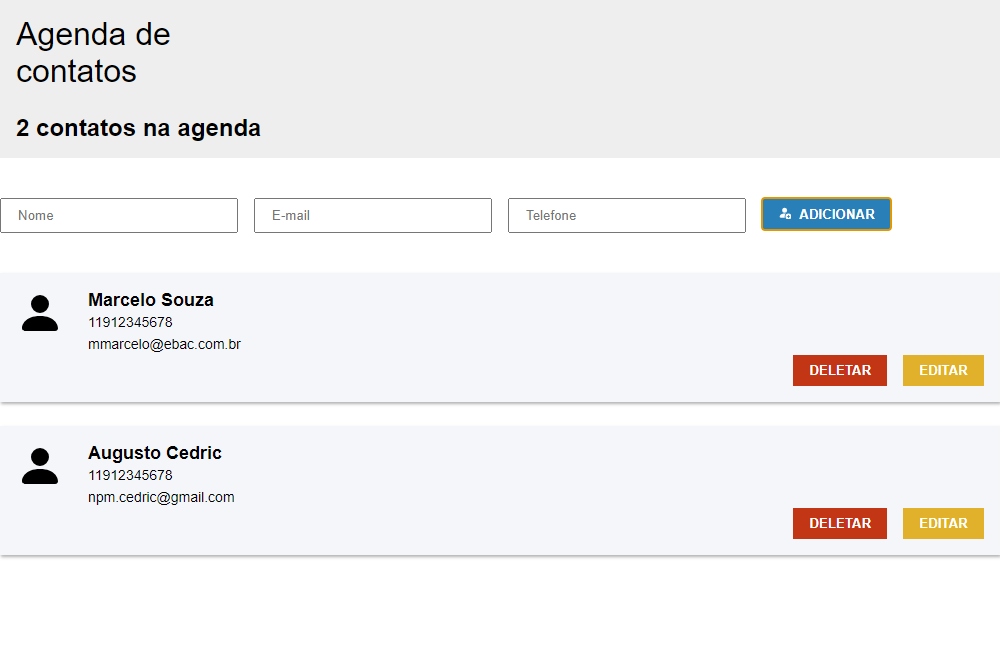 Agenda de
contatos
2 contatos na agenda
Nome
E-mail
Telefone
ADICIONAR
Marcelo Souza
11912345678
mmarcelo@ebac.com.br
DELETAR
EDITAR
Augusto Cedric
11912345678
npm.cedric@gmail.com
DELETAR
EDITAR